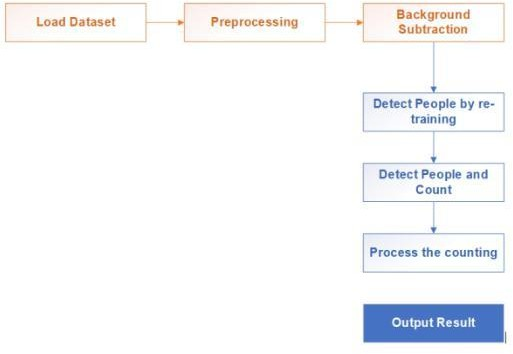 Load Dataset
Preprocessing
Background
Subtraction
Detect People by re-
training
Detect People and
Count
Process the counting
Output Result